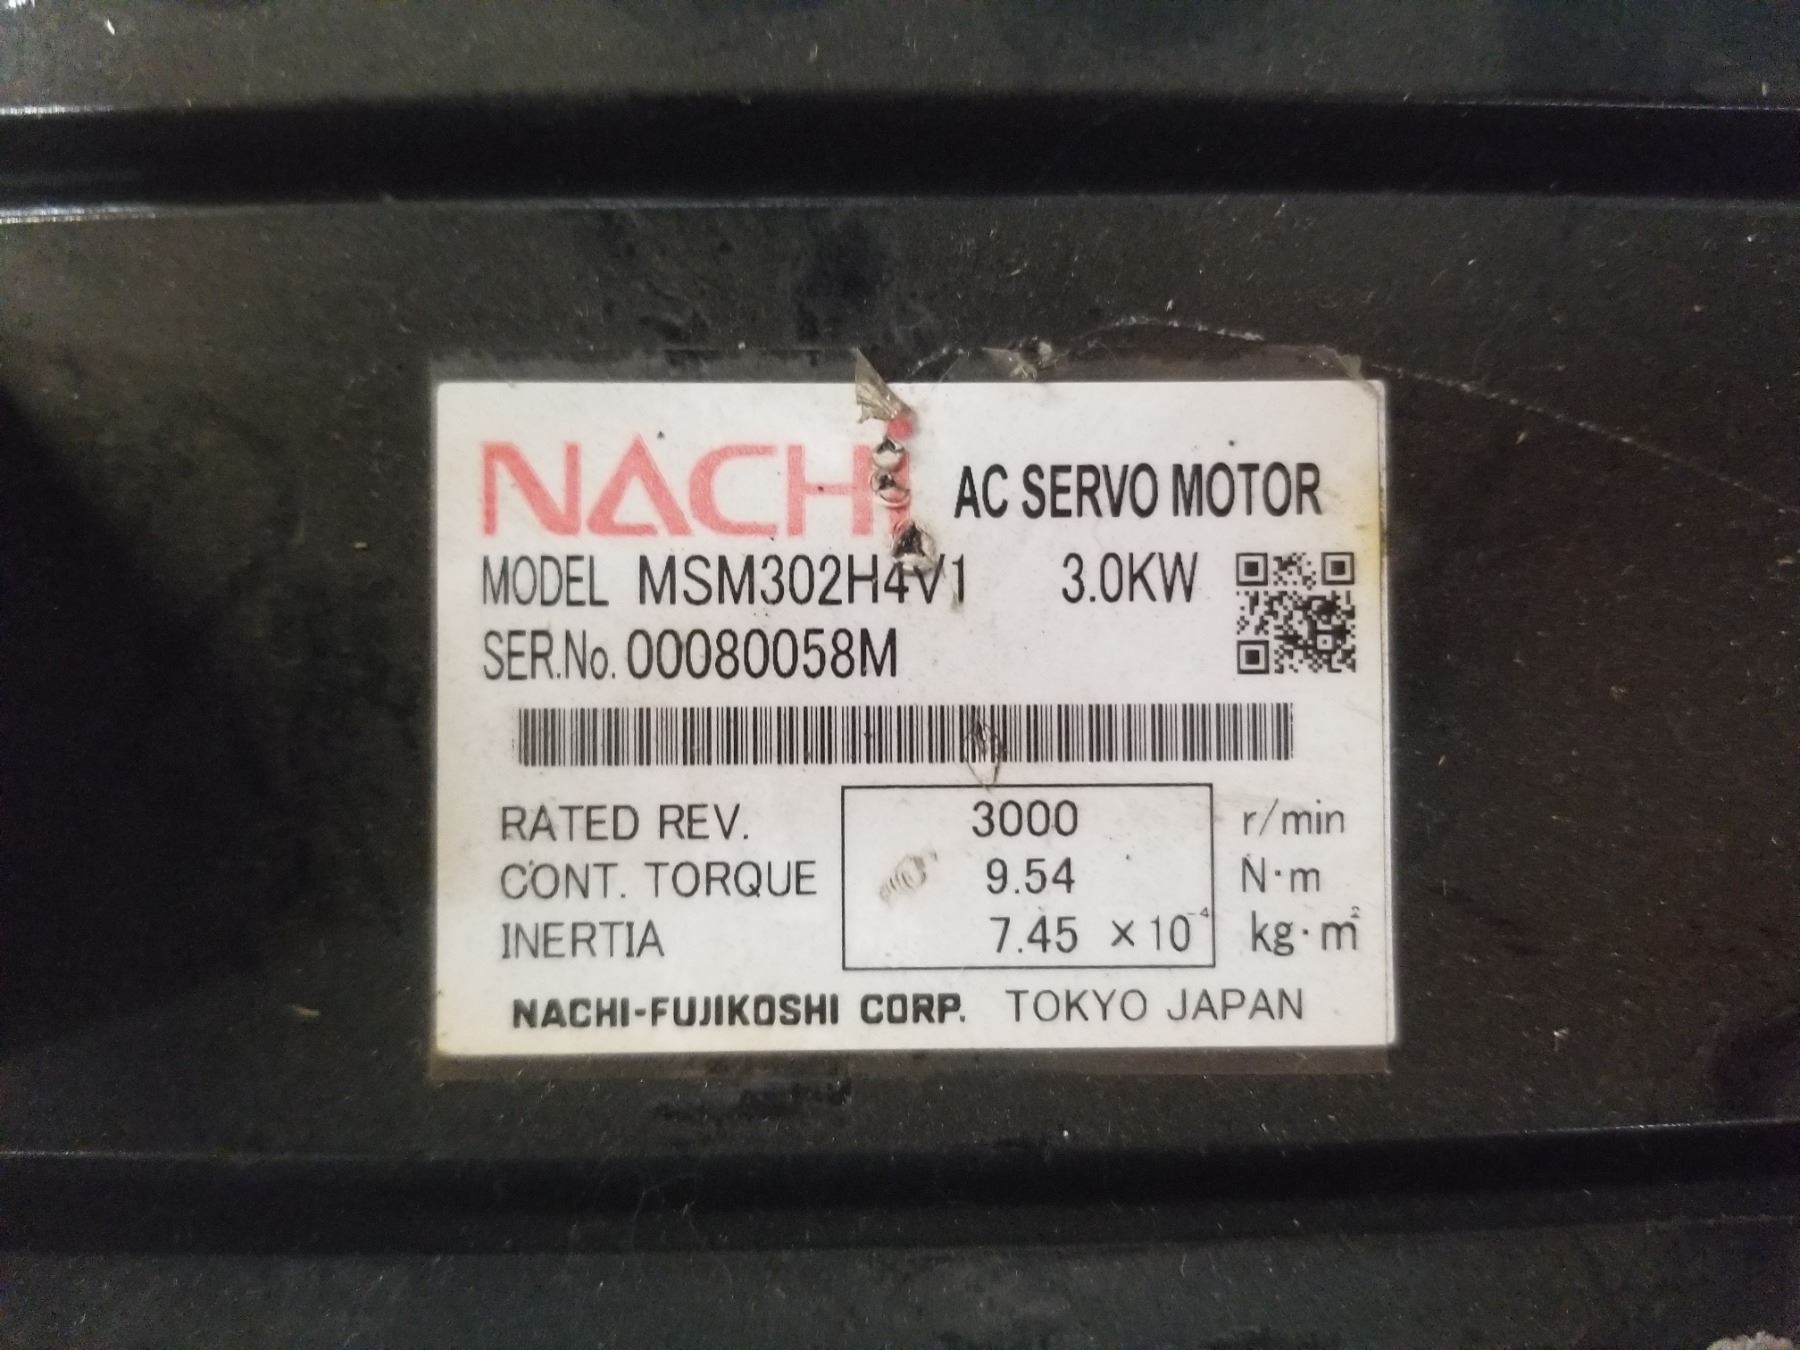 NACHI AC SERVO MOTOR
MODEL MSM302H4V1 3.0KW
SER.No. 00080058M
RATED REV. 3000 r/min
CONT. TORQUE 9.54 N·m
INERTIA 7.45 ×10⁻⁴ kg·m²
NACHI-FUJIKOSHI CORP. TOKYO JAPAN